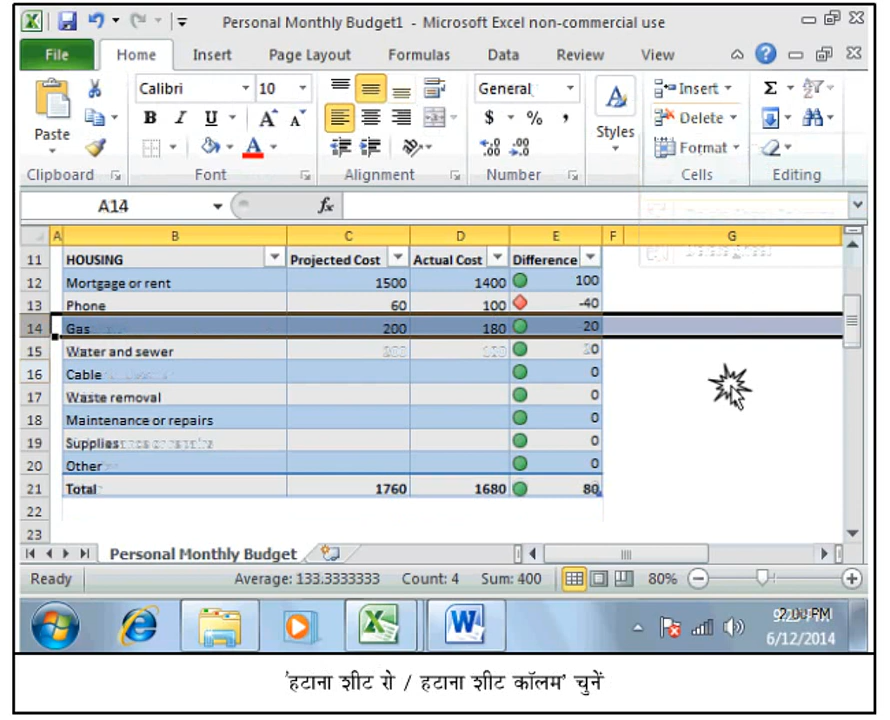 Personal Monthly Budget1 - Microsoft Excel non-commercial use
File Home Insert Page Layout Formulas Data Review View
Calibri 10 General Insert
B I U A A $ % , Delete
Paste A .00 .00 Styles Format
Clipboard Font Alignment Number Cells Editing
A14 fx
A B C D E F G
11 HOUSING Projected Cost Actual Cost Difference
12 Mortgage or rent 1500 1400 100
13 Phone 60 100 -40
14 Gas 200 180 20
15 Water and sewer 0
16 Cable 0
17 Waste removal 0
18 Maintenance or repairs 0
19 Supplies 0
20 Other 0
21 Total 1760 1680 80
22
23
Personal Monthly Budget
Ready Average: 133.3333333 Count: 4 Sum: 400 80%
PM
6/12/2014
'हटाना शीट रो / हटाना शीट कॉलम' चुनें